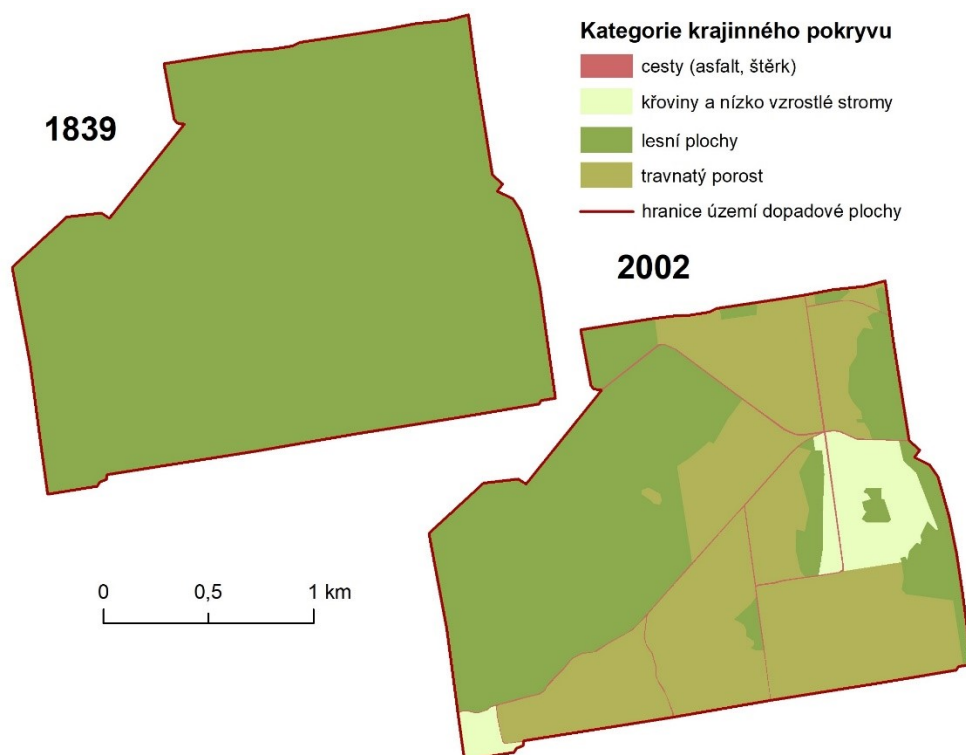 1839
Kategorie krajinného pokryvu
cesty (asfalt, štěrk)
křoviny a nízko vzrostlé stromy
lesní plochy
travnatý porost
hranice území dopadové plochy
2002
0 0,5 1 km